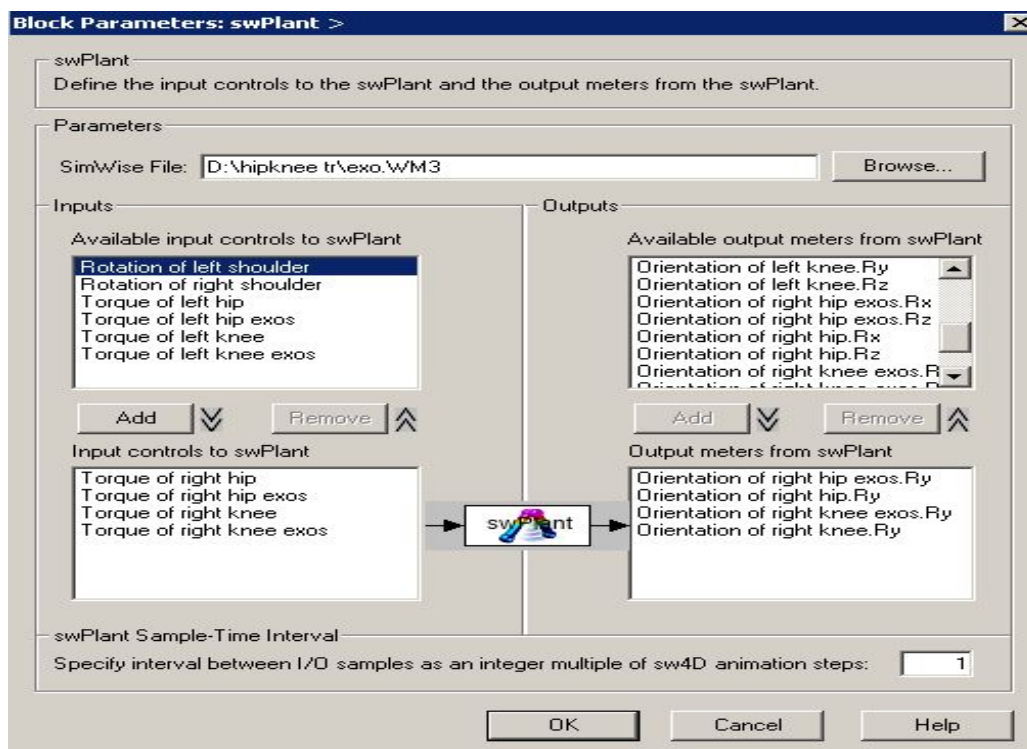 Block Parameters: swPlant >
swPlant
Define the input controls to the swPlant and the output meters from the swPlant.
Parameters
SimWise File: D:\hipknee tr\exo.WM3 Browse...
Inputs
Available input controls to swPlant
Rotation of left shoulder
Rotation of right shoulder
Torque of left hip
Torque of left hip exos
Torque of left knee
Torque of left knee exos
Add Remove
Input controls to swPlant
Torque of right hip
Torque of right hip exos
Torque of right knee
Torque of right knee exos
swPlant
Outputs
Available output meters from swPlant
Orientation of left knee.Ry
Orientation of left knee.Rz
Orientation of right hip exos.Rx
Orientation of right hip exos.Rz
Orientation of right hip.Rx
Orientation of right hip.Rz
Orientation of right knee exos.R
Add Remove
Output meters from swPlant
Orientation of right hip exos.Ry
Orientation of right hip.Ry
Orientation of right knee exos.Ry
Orientation of right knee.Ry
swPlant Sample-Time Interval
Specify interval between I/O samples as an integer multiple of sw4D animation steps: 1
OK Cancel Help